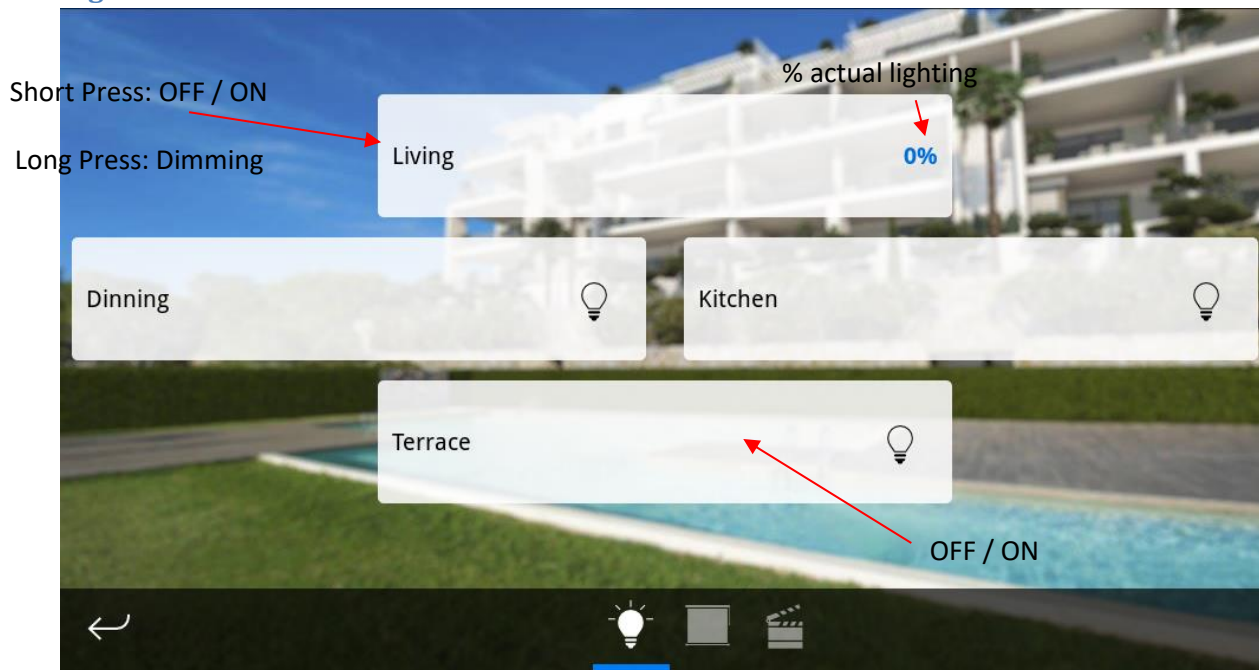 % actual lighting
Short Press: OFF / ON
Living
0%
Long Press: Dimming
Dinning
Kitchen
Terrace
OFF / ON